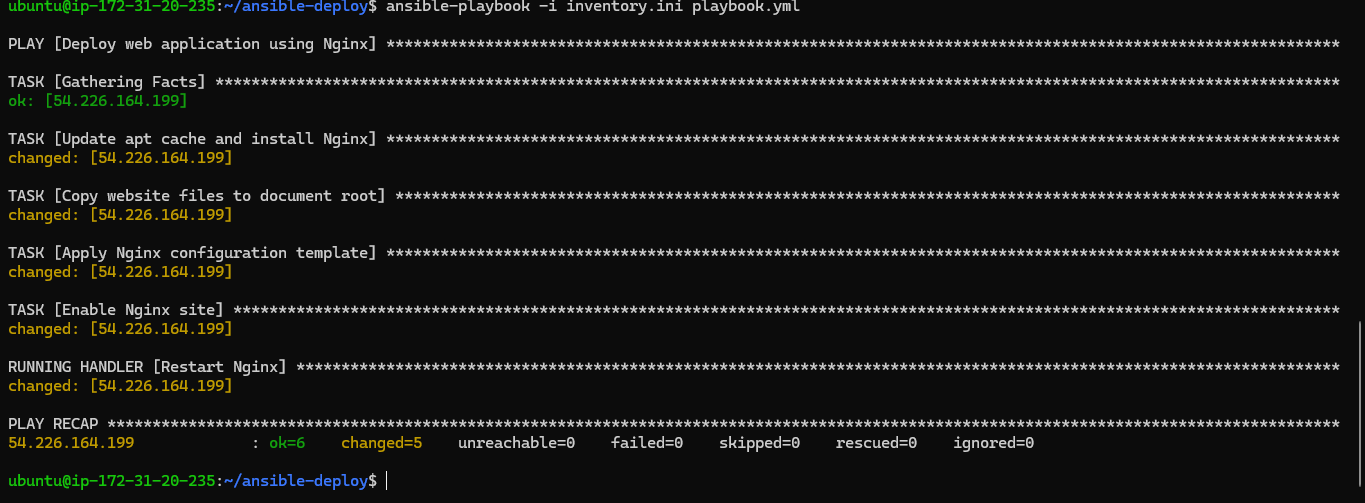 ubuntu@ip-172-31-20-235:~/ansible-deploy$ ansible-playbook -i inventory.ini playbook.yml
PLAY [Deploy web application using Nginx] **********************************************************************************************************
TASK [Gathering Facts] *****************************************************************************************************************************
ok: [54.226.164.199]
TASK [Update apt cache and install Nginx] **********************************************************************************************************
changed: [54.226.164.199]
TASK [Copy website files to document root] *********************************************************************************************************
changed: [54.226.164.199]
TASK [Apply Nginx configuration template] **********************************************************************************************************
changed: [54.226.164.199]
TASK [Enable Nginx site] ***************************************************************************************************************************
changed: [54.226.164.199]
RUNNING HANDLER [Restart Nginx] ********************************************************************************************************************
changed: [54.226.164.199]
PLAY RECAP *****************************************************************************************************************************************
54.226.164.199             : ok=6    changed=5    unreachable=0    failed=0    skipped=0    rescued=0    ignored=0
ubuntu@ip-172-31-20-235:~/ansible-deploy$